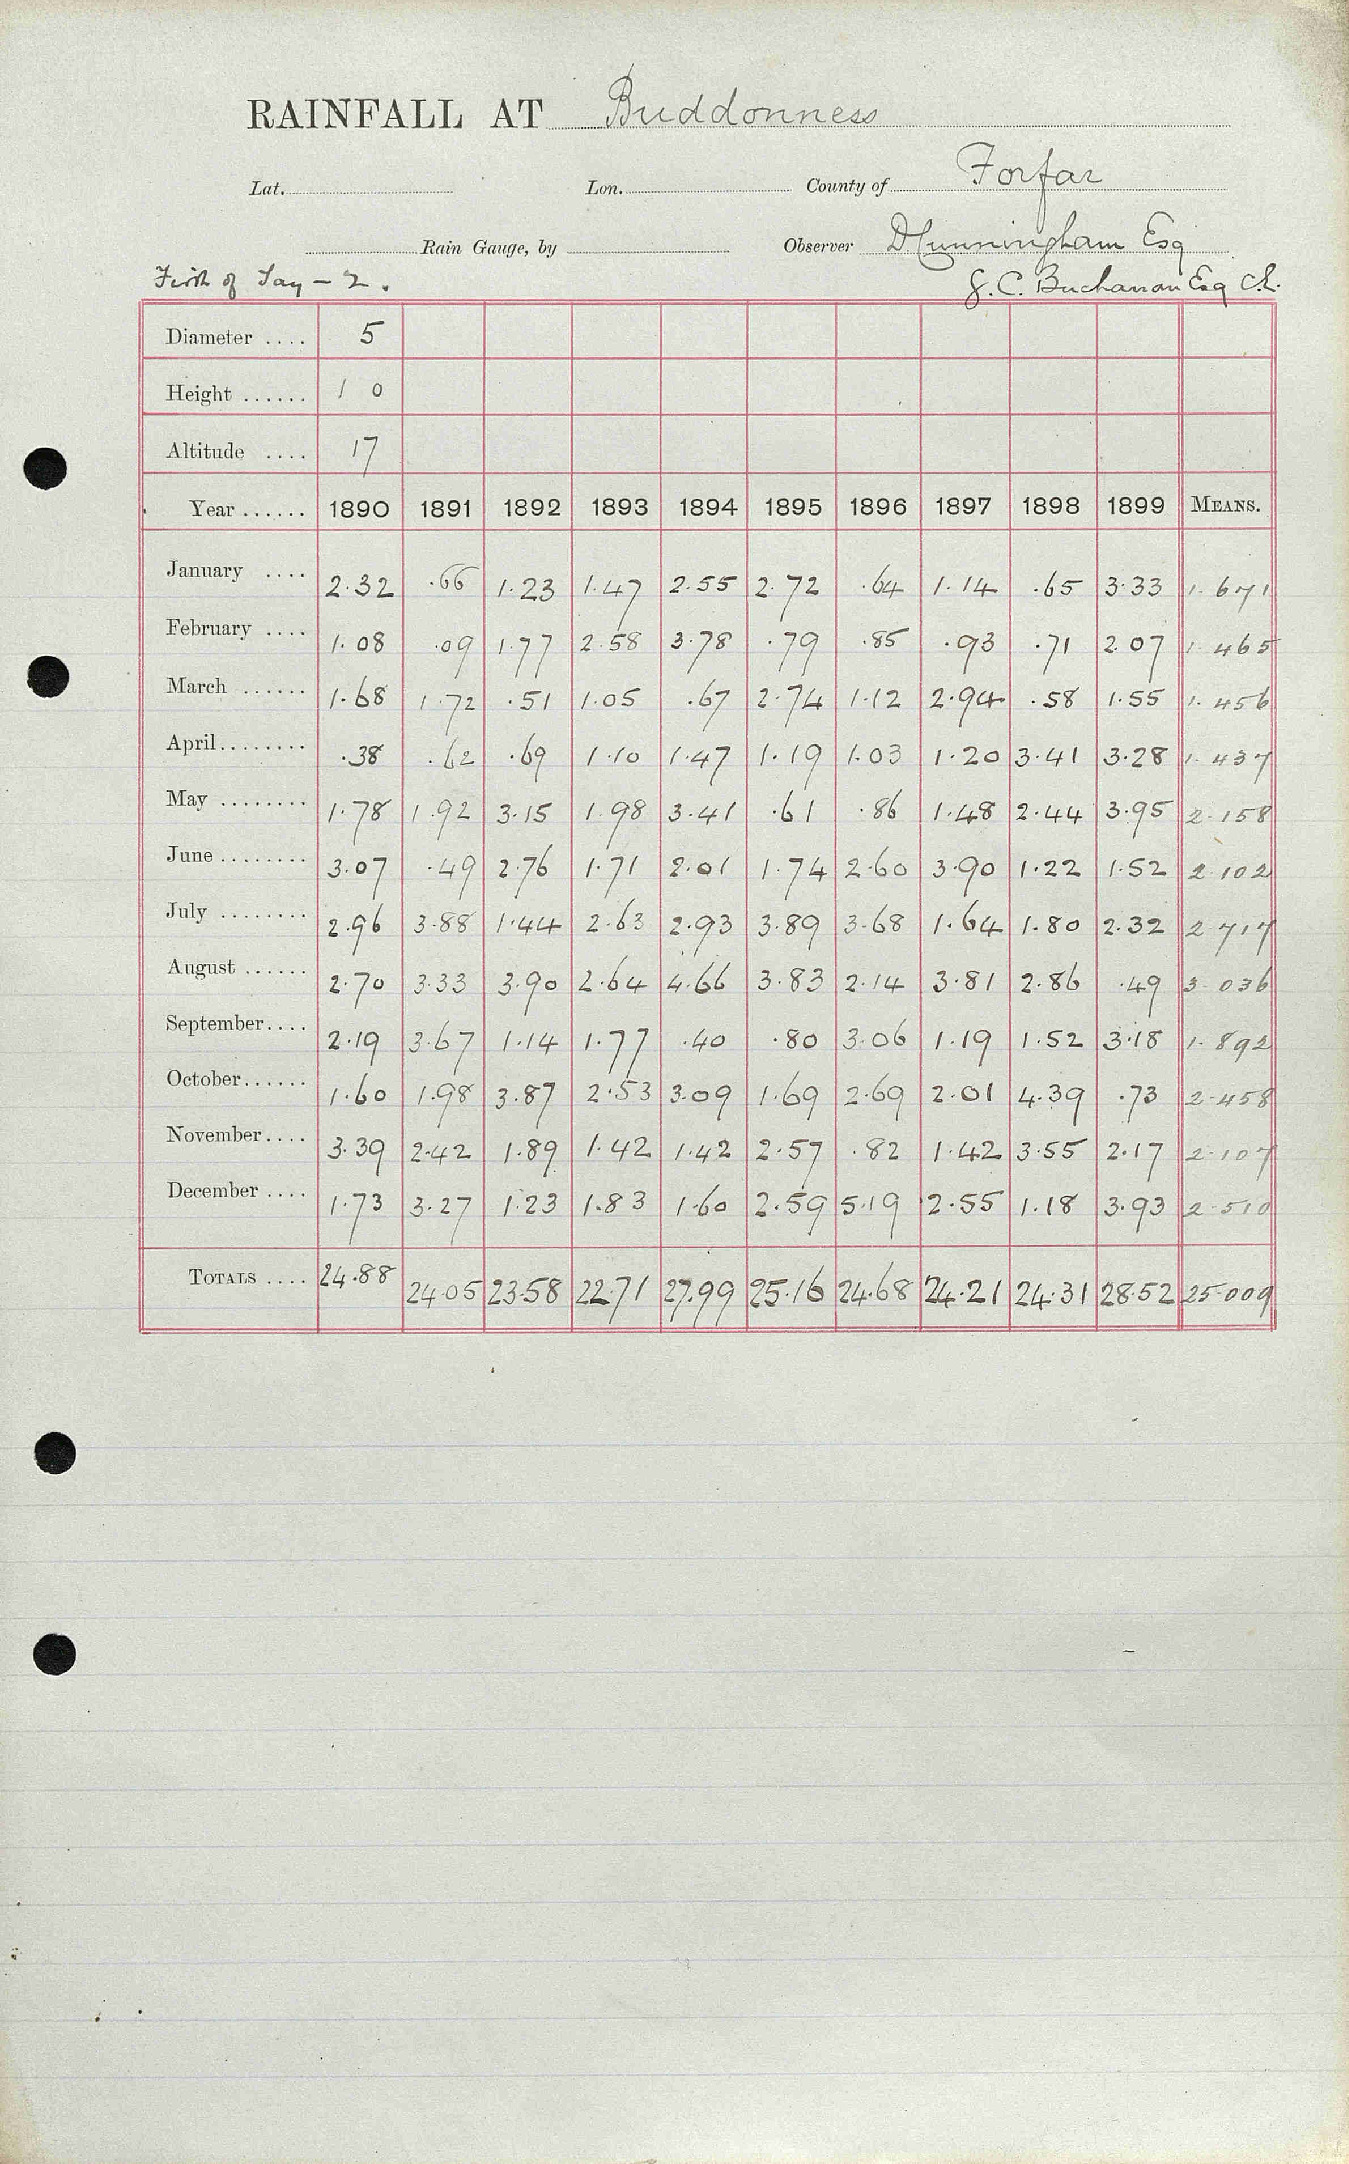 RAINFALL AT Buddonness
Lat. Lon. County of Forfar
Rain Gauge, by Observer D. Cunningham Esq
Firth of Tay – 2. J. C. Buchanan Esq C.E.
Diameter .... 5
Height ...... 1 0
Altitude .... 17
Year ...... 1890 1891 1892 1893 1894 1895 1896 1897 1898 1899 MEANS.
January .... 2.32 .66 1.23 1.47 2.55 2.72 .64 1.14 .65 3.33 1.671
February .... 1.08 .09 1.77 2.58 3.78 .79 .85 .93 .71 2.07 1.465
March ...... 1.68 1.72 .51 1.05 .67 2.74 1.12 2.94 .58 1.55 1.456
April........ .38 .62 .69 1.10 1.47 1.19 1.03 1.20 3.41 3.28 1.437
May ........ 1.78 1.92 3.15 1.98 3.41 .61 .86 1.48 2.44 3.95 2.158
June ........ 3.07 .49 2.76 1.71 2.01 1.74 2.60 3.90 1.22 1.52 2.102
July ........ 2.96 3.88 1.44 2.63 2.93 3.89 3.68 1.64 1.80 2.32 2.717
August ...... 2.70 3.33 3.90 2.64 4.66 3.83 2.14 3.81 2.86 .49 3.036
September.... 2.19 3.67 1.14 1.77 .40 .80 3.06 1.19 1.52 3.18 1.892
October...... 1.60 1.98 3.87 2.53 3.09 1.69 2.69 2.01 4.39 .73 2.458
November.... 3.39 2.42 1.89 1.42 1.42 2.57 .82 1.42 3.55 2.17 2.107
December .... 1.73 3.27 1.23 1.83 1.60 2.59 5.19 2.55 1.18 3.93 2.510
TOTALS .... 24.88 24.05 23.58 22.71 27.99 25.16 24.68 24.21 24.31 28.52 25.009